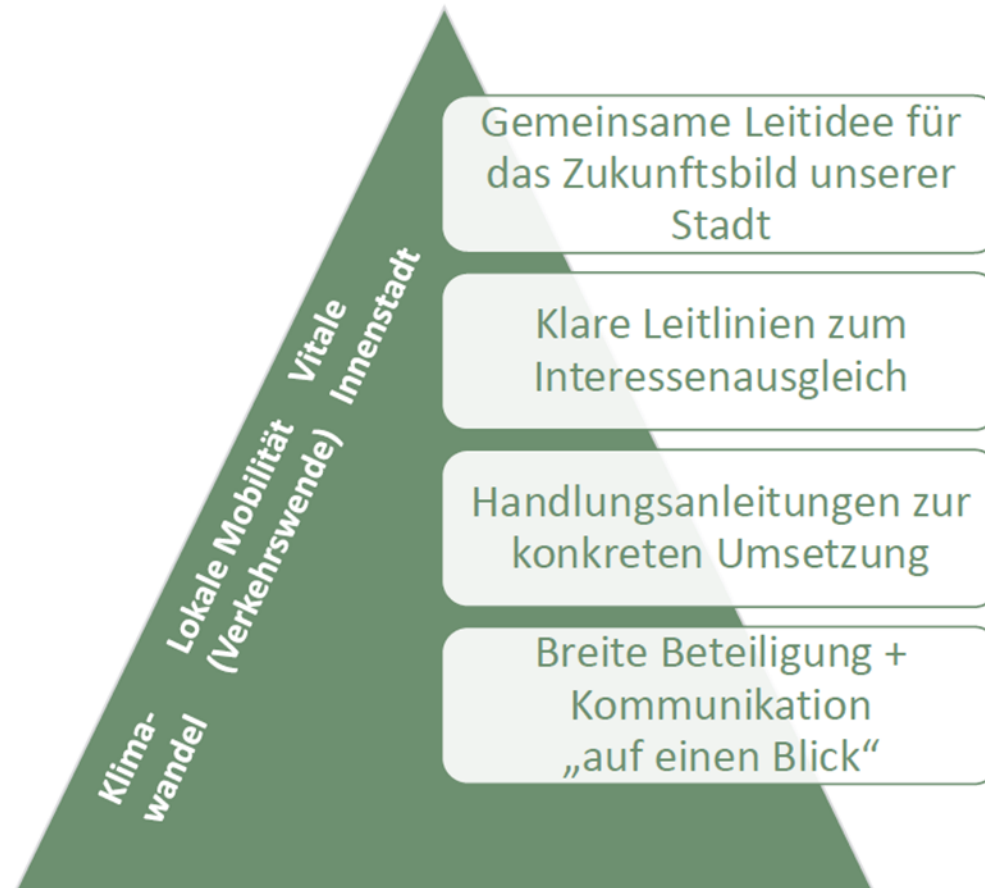 Gemeinsame Leitidee für
das Zukunftsbild unserer
Stadt
Klare Leitlinien zum
Interessenausgleich
Handlungsanleitungen zur
konkreten Umsetzung
Breite Beteiligung +
Kommunikation
„auf einen Blick“
Vitale
Innenstadt
Lokale Mobilität
(Verkehrswende)
Klima-
wandel